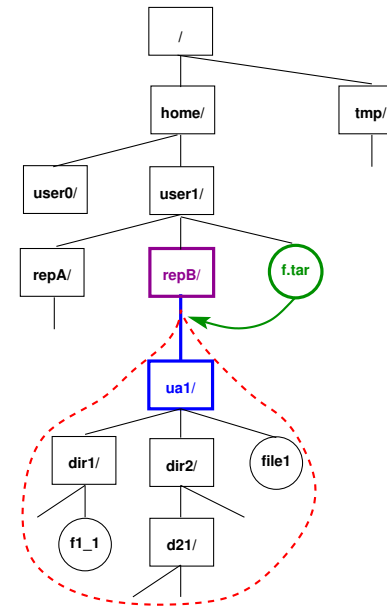 /
home/
tmp/
user0/
user1/
repA/
repB/
f.tar
ua1/
dir1/
dir2/
file1
f1_1
d21/